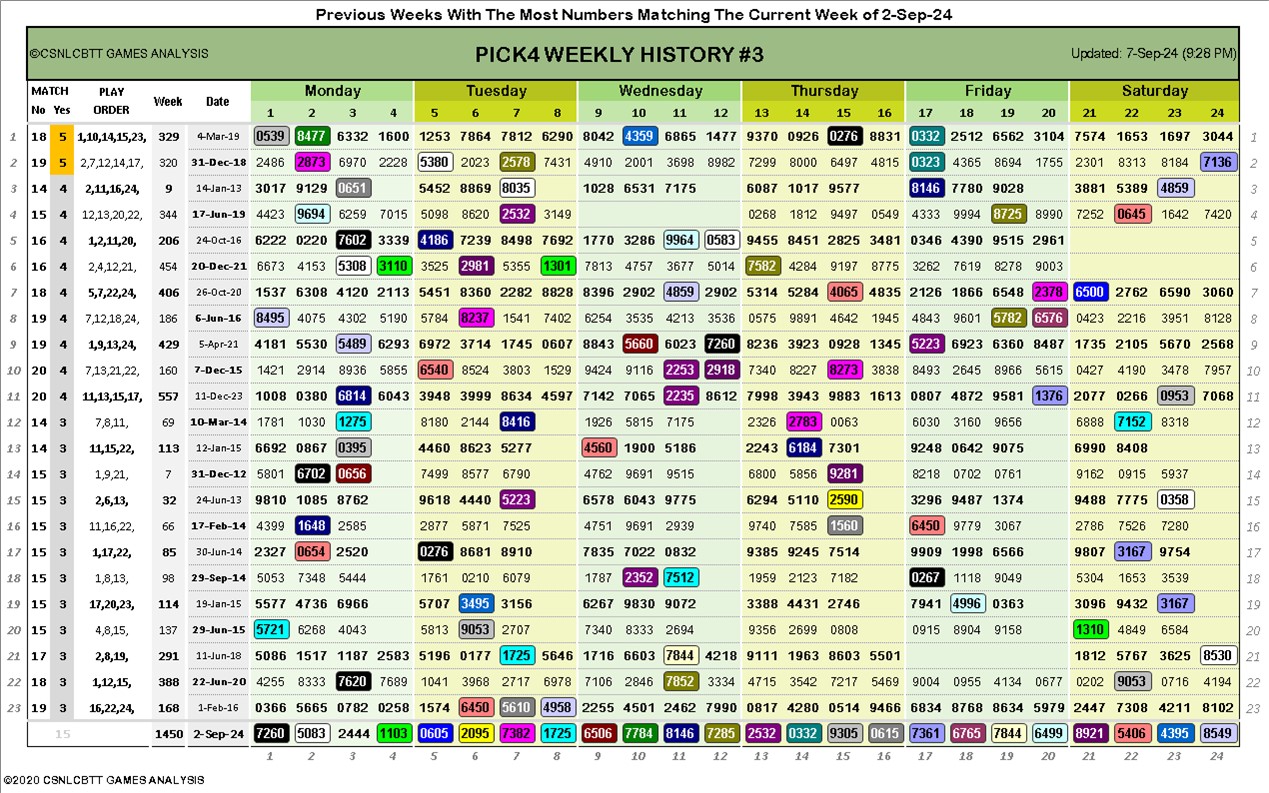 Previous Weeks With The Most Numbers Matching The Current Week of 2-Sep-24
©CSNLCBTT GAMES ANALYSIS PICK4 WEEKLY HISTORY #3 Updated: 7-Sep-24 (9:28 PM)
MATCH PLAY Week Date Monday Tuesday Wednesday Thursday Friday Saturday
No Yes ORDER 1 2 3 4 5 6 7 8 9 10 11 12 13 14 15 16 17 18 19 20 21 22 23 24
1 18 5 1,10,14,15,23, 329 4-Mar-19 0539 8477 6332 1600 1253 7864 7812 6290 8042 4359 6865 1477 9370 0926 0276 8831 0332 2512 6562 3104 7574 1653 1697 3044 1
2 19 5 2,7,12,14,17, 320 31-Dec-18 2486 2873 6970 2228 5380 2023 2578 7431 4910 2001 3698 8982 7299 8000 6497 4815 0323 4365 8694 1755 2301 8313 8184 7136 2
3 14 4 2,11,16,24, 9 14-Jan-13 3017 9129 0651 5452 8869 8035 1028 6531 7175 6087 1017 9577 8146 7780 9028 3881 5389 4859 3
4 15 4 12,13,20,22, 344 17-Jun-19 4423 9694 6259 7015 5098 8620 2532 3149 0268 1812 9497 0549 4333 9994 8725 8990 7252 0645 1642 7420 4
5 16 4 1,2,11,20, 206 24-Oct-16 6222 0220 7602 3339 4186 7239 8498 7692 1770 3286 9964 0583 9455 8451 2825 3481 0346 4390 9515 2961 5
6 16 4 2,4,12,21, 454 20-Dec-21 6673 4153 5308 3110 3525 2981 5355 1301 7813 4757 3677 5014 7582 4284 9197 8775 3262 7619 8278 9003 6
7 18 4 5,7,22,24, 406 26-Oct-20 1537 6308 4120 2113 5451 8360 2282 8828 8396 2902 4859 2902 5314 5284 4065 4835 2126 1866 6548 2378 6500 2762 6590 3060 7
8 19 4 7,12,18,24, 186 6-Jun-16 8495 4075 4302 5190 5784 8237 1541 7402 6254 3535 4213 3536 0575 9891 4642 1945 4843 9601 5782 6576 0423 2216 3951 8128 8
9 19 4 1,9,13,24, 429 5-Apr-21 4181 5530 5489 6293 6972 3714 1745 0607 8843 5660 6023 7260 8236 3923 0928 1345 5223 6923 6360 8487 1735 2105 5670 2568 9
10 20 4 7,13,21,22, 160 7-Dec-15 1421 2914 8936 5855 6540 8524 3803 1529 9424 9116 2253 2918 7340 8227 8273 3838 8493 2645 8966 5615 0427 4190 3478 7957 10
11 20 4 11,13,15,17, 557 11-Dec-23 1008 0380 6814 6043 3948 3999 8634 4597 7142 7065 2235 8612 7998 3943 9883 1613 0807 4872 9581 1376 2077 0266 0953 7068 11
12 14 3 7,8,11, 69 10-Mar-14 1781 1030 1275 8180 2144 8416 1926 5815 7175 2326 2783 0063 6030 3160 9656 6888 7152 8318 12
13 14 3 11,15,22, 113 12-Jan-15 6692 0867 0395 4460 8623 5277 4560 1900 5186 2243 6184 7301 9248 0642 9075 6990 8408 13
14 15 3 1,9,21, 7 31-Dec-12 5801 6702 0656 7499 8577 6790 4762 9691 9515 6800 5856 9281 8218 0702 0761 9162 0915 5937 14
15 15 3 2,6,13, 32 24-Jun-13 9810 1085 8762 9618 4440 5223 6578 6043 9775 6294 5110 2590 3296 9487 1374 9488 7775 0358 15
16 15 3 11,16,22, 66 17-Feb-14 4399 1648 2585 2877 5871 7525 4751 9691 2939 9740 7585 1560 6450 9779 3067 2786 7526 7280 16
17 15 3 1,17,22, 85 30-Jun-14 2327 0654 2520 0276 8681 8910 7835 7022 0832 9385 9245 7514 9909 1998 6566 9807 3167 9754 17
18 15 3 1,8,13, 98 29-Sep-14 5053 7348 5444 1761 0210 6079 1787 2352 7512 1959 2123 7182 0267 1118 9049 5304 1653 3539 18
19 15 3 17,20,23, 114 19-Jan-15 5577 4736 6966 5707 3495 3156 6267 9830 9072 3388 4431 2746 7941 4996 0363 3096 9432 3167 19
20 15 3 4,8,15, 137 29-Jun-15 5721 6268 4043 5813 9053 2707 7340 8333 2694 9356 2699 0808 0915 8904 9158 1310 4849 6584 20
21 17 3 2,8,19, 291 11-Jun-18 5086 1517 1187 2583 5196 0177 1725 5646 1716 6603 7844 4218 9111 1963 8603 5501 1812 5767 3625 8530 21
22 18 3 1,12,15, 388 22-Jun-20 4255 8333 7620 7689 1041 3968 2717 6978 7106 2846 7852 3334 4715 3542 7217 5469 9004 0955 4134 0677 0202 9053 0716 4194 22
23 19 3 16,22,24, 168 1-Feb-16 0366 5665 0782 0258 1574 6450 5610 4958 2255 4501 2462 7990 0817 4280 0514 9466 6834 8768 8634 5979 2447 7308 4211 8102 23
15 1450 2-Sep-24 7260 5083 2444 1103 0605 2095 7382 1725 6506 7784 8146 7285 2532 0332 9305 0615 7361 6765 7844 6499 8921 5406 4395 8549
1 2 3 4 5 6 7 8 9 10 11 12 13 14 15 16 17 18 19 20 21 22 23 24
©2020 CSNLCBTT GAMES ANALYSIS